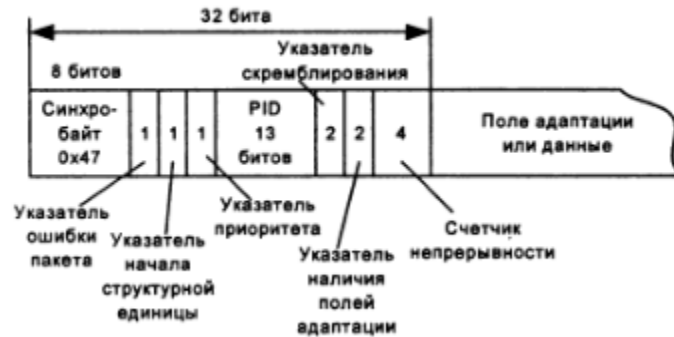 32 бита
Указатель
скремблирования
8 битов
Синхро-
байт
0x47
1
1
1
PID
13
битов
2
2
4
Поле адаптации
или данные
Указатель
ошибки
пакета
Указатель
начала
структурной
единицы
Указатель
приоритета
Указатель
наличия
полей
адаптации
Счетчик
непрерывности